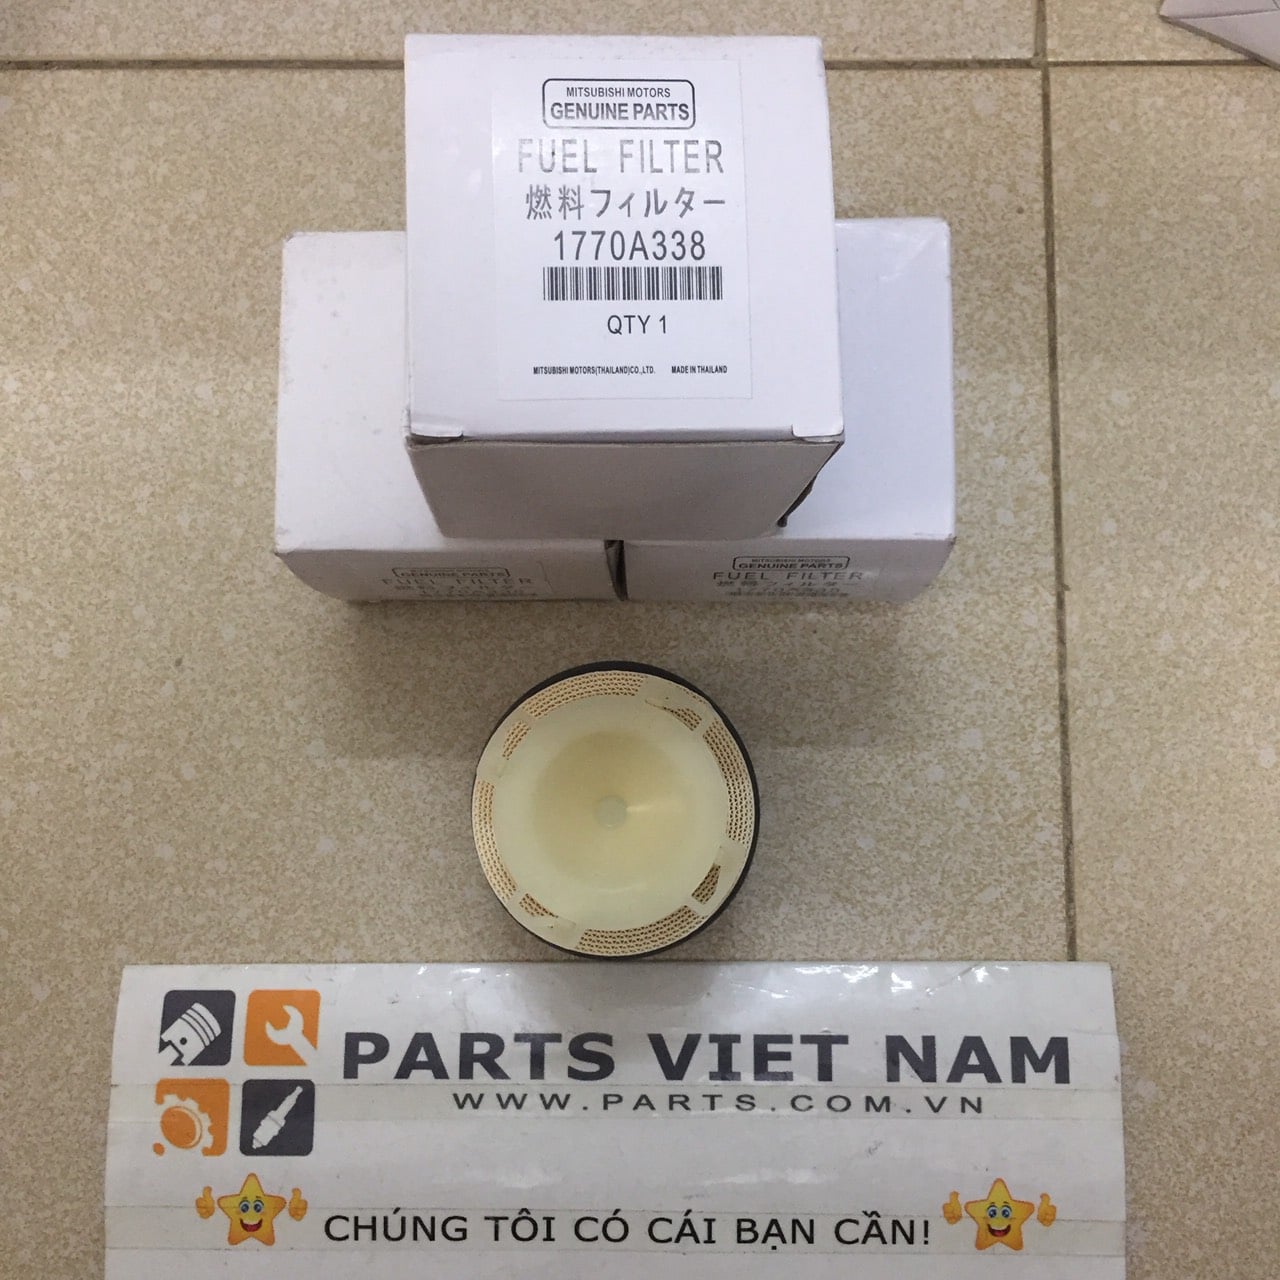 MITSUBISHI MOTORS
GENUINE PARTS
FUEL FILTER
燃料フィルター
1770A338
QTY 1
MITSUBISHI MOTORS(THAILAND)CO.,LTD. MADE IN THAILAND
GENUINE PARTS
FUEL FILTER
燃料フィルター
MITSUBISHI MOTORS
GENUINE PARTS
FUEL FILTER
燃料フィルター
PARTS VIET NAM
WWW.PARTS.COM.VN
CHÚNG TÔI CÓ CÁI BẠN CẦN!